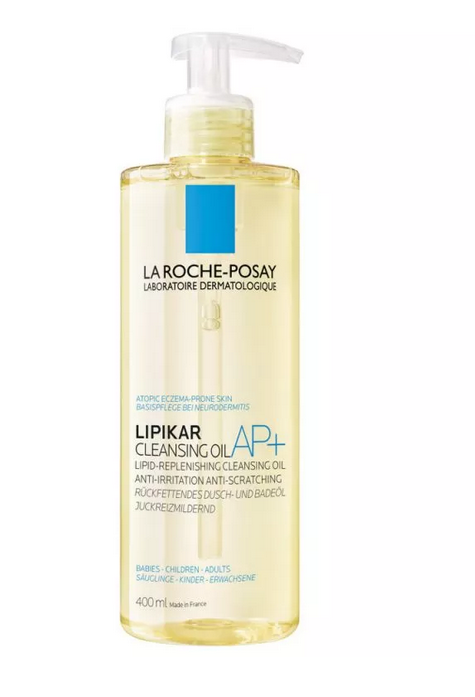 LA ROCHE-POSAY
LABORATOIRE DERMATOLOGIQUE
ATOPIC ECZEMA-PRONE SKIN
BASISPFLEGE BEI NEURODERMITIS
LIPIKAR
CLEANSING OIL AP+
LIPID-REPLENISHING CLEANSING OIL
ANTI-IRRITATION ANTI-SCRATCHING
RÜCKFETTENDES DUSCH- UND BADEÖL
JUCKREIZMILDERND
BABIES - CHILDREN - ADULTS
SÄUGLINGE - KINDER - ERWACHSENE
400 ml Made in France